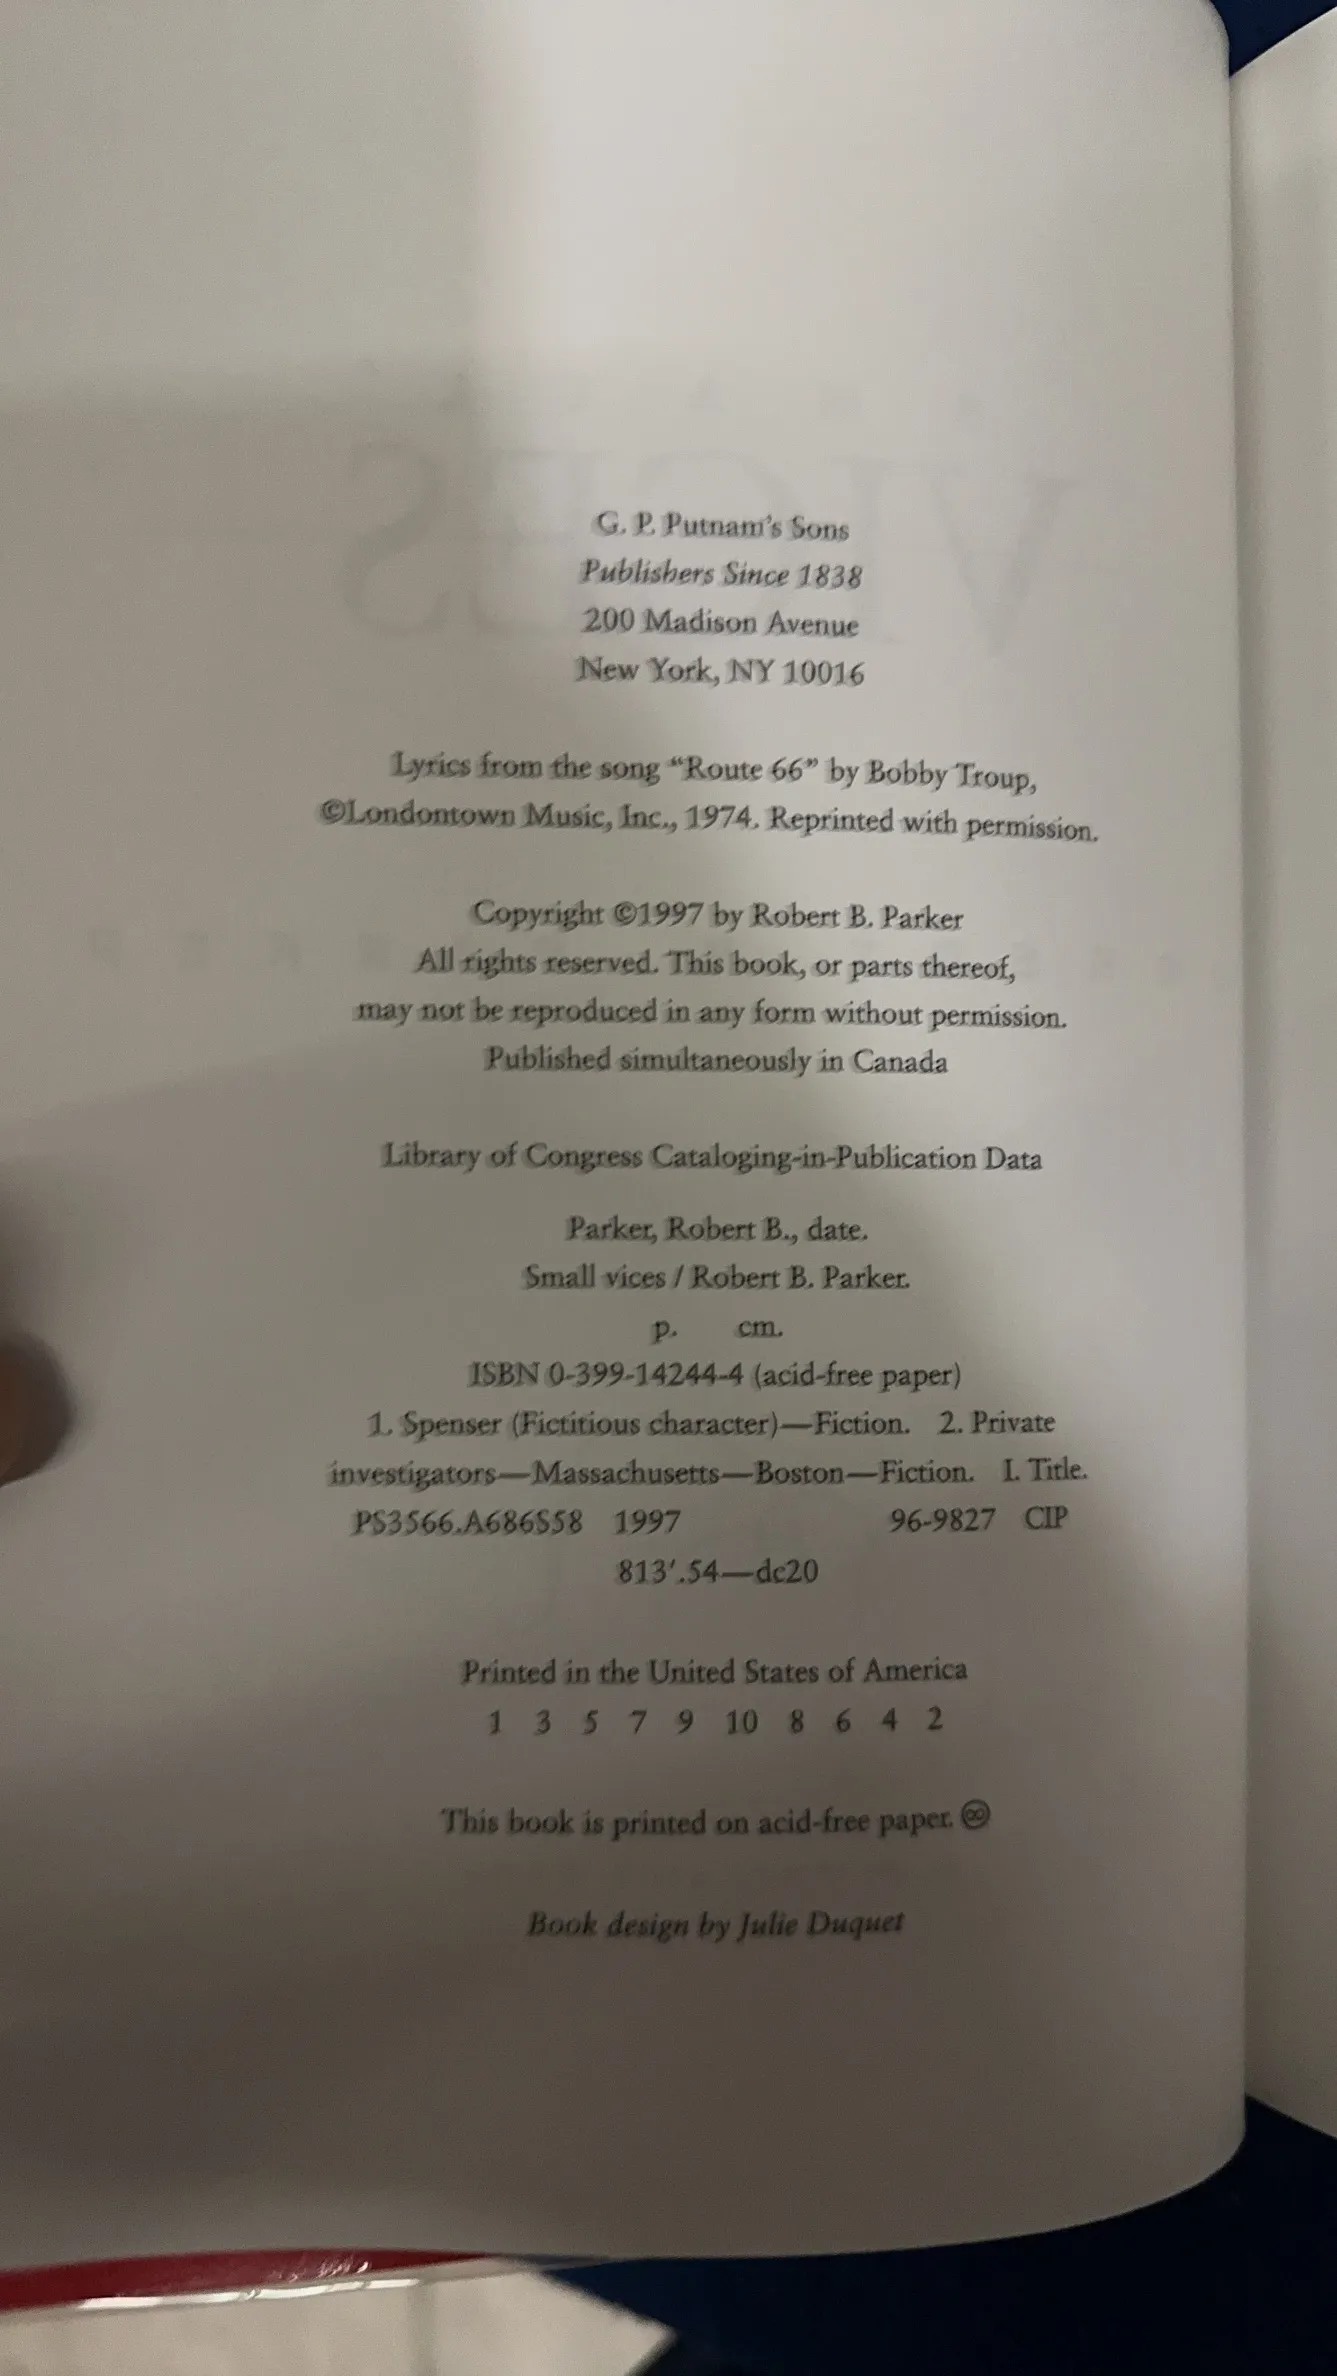 G. P. Putnam's Sons
Publishers Since 1838
200 Madison Avenue
New York, NY 10016
Lyrics from the song “Route 66” by Bobby Troup,
©Londontown Music, Inc., 1974. Reprinted with permission.
Copyright ©1997 by Robert B. Parker
All rights reserved. This book, or parts thereof,
may not be reproduced in any form without permission.
Published simultaneously in Canada
Library of Congress Cataloging-in-Publication Data
Parker, Robert B., date.
Small vices / Robert B. Parker.
p. cm.
ISBN 0-399-14244-4 (acid-free paper)
1. Spenser (Fictitious character)—Fiction. 2. Private
investigators—Massachusetts—Boston—Fiction. I. Title.
PS3566.A686S58 1997 96-9827 CIP
813′.54—dc20
Printed in the United States of America
1 3 5 7 9 10 8 6 4 2
This book is printed on acid-free paper. ♾
Book design by Julie Duquet